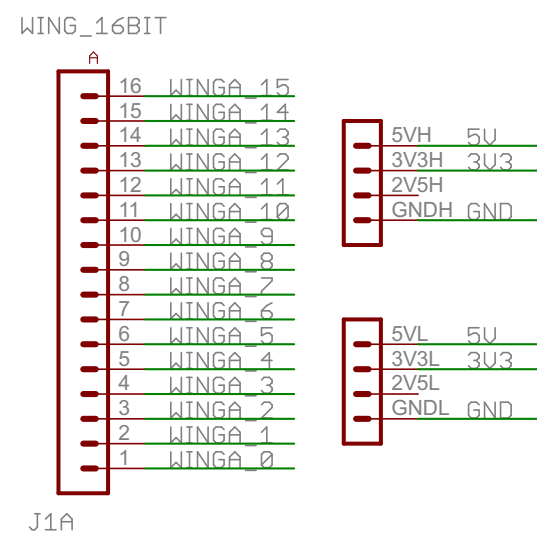 WING_16BIT
A
16 WINGA_15
15 WINGA_14
14 WINGA_13
13 WINGA_12
12 WINGA_11
11 WINGA_10
10 WINGA_9
9 WINGA_8
8 WINGA_7
7 WINGA_6
6 WINGA_5
5 WINGA_4
4 WINGA_3
3 WINGA_2
2 WINGA_1
1 WINGA_0
J1A
5VH 5V
3V3H 3V3
2V5H
GNDH GND
5VL 5V
3V3L 3V3
2V5L
GNDL GND